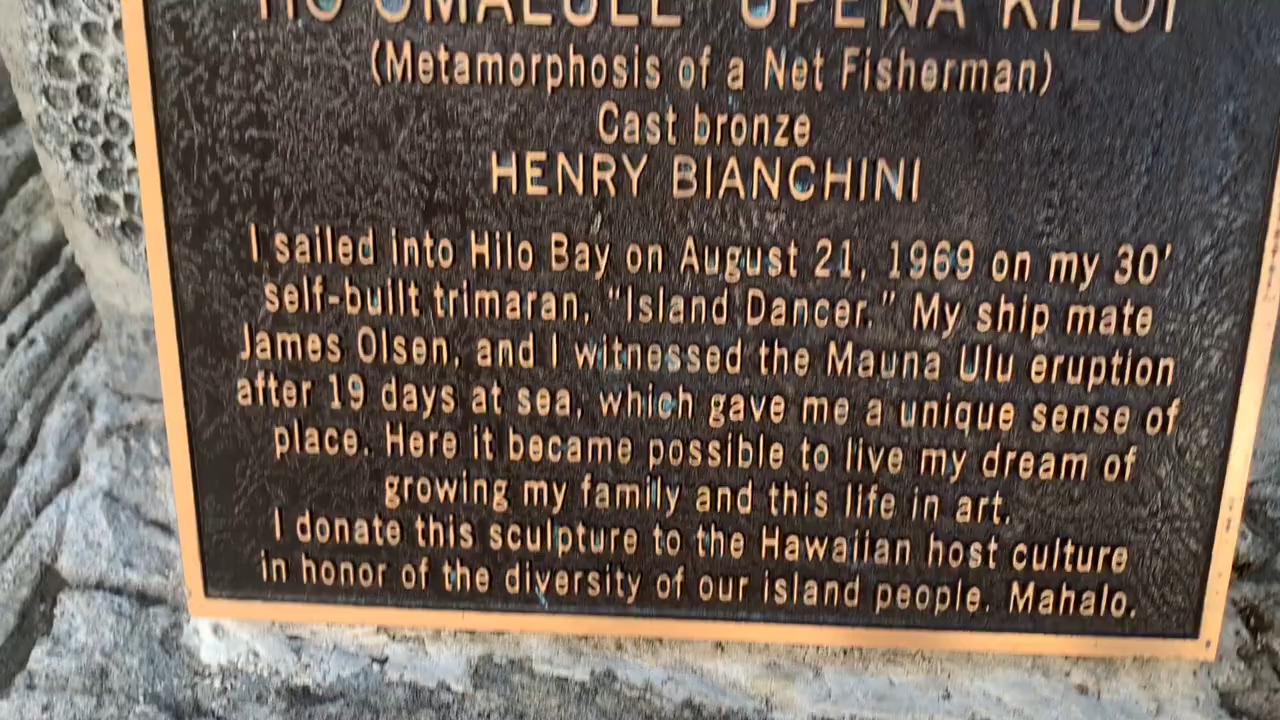 (Metamorphosis of a Net Fisherman)
Cast bronze
HENRY BIANCHINI
I sailed into Hilo Bay on August 21, 1969 on my 30'
self-built trimaran, "Island Dancer." My ship mate
James Olsen, and I witnessed the Mauna Ulu eruption
after 19 days at sea, which gave me a unique sense of
place. Here it became possible to live my dream of
growing my family and this life in art.
I donate this sculpture to the Hawaiian host culture
in honor of the diversity of our island people. Mahalo.